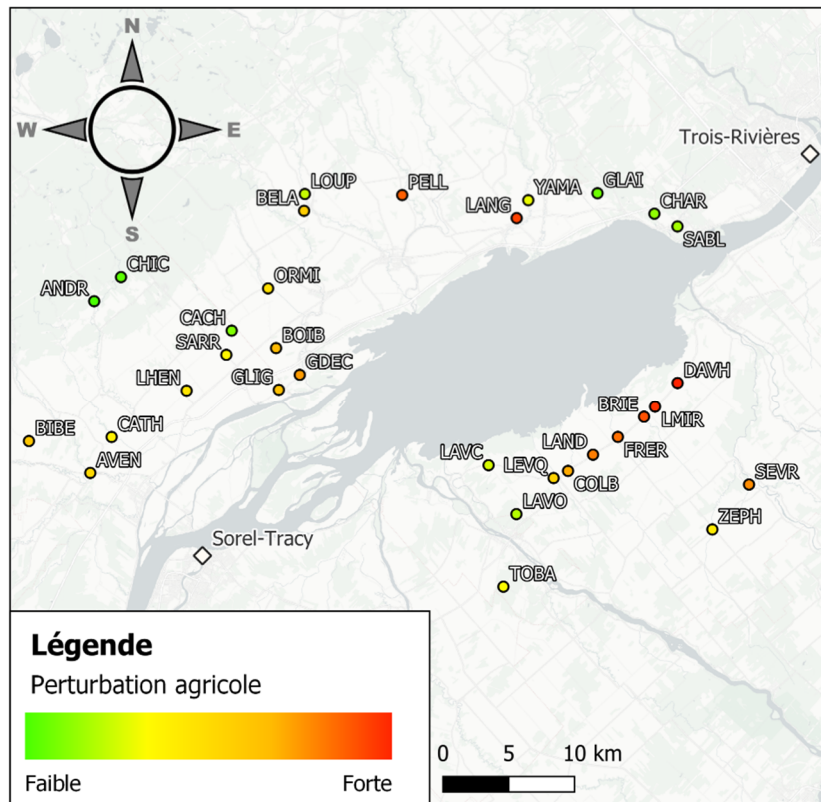 N
W
E
S
Trois-Rivières
LOUP
BELA
PELL
LANG
YAMA
GLAI
CHAR
SABL
CHIC
ANDR
ORMI
CACH
SARR
BOIB
GDEC
LHEN
GLIG
DAVH
BRIE
LMIR
BIBE
CATH
AVEN
LAVC
LEVQ
LAND
FRER
COLB
SEVR
LAVO
ZEPH
Sorel-Tracy
TOBA
Légende
Perturbation agricole
Faible
Forte
0 5 10 km